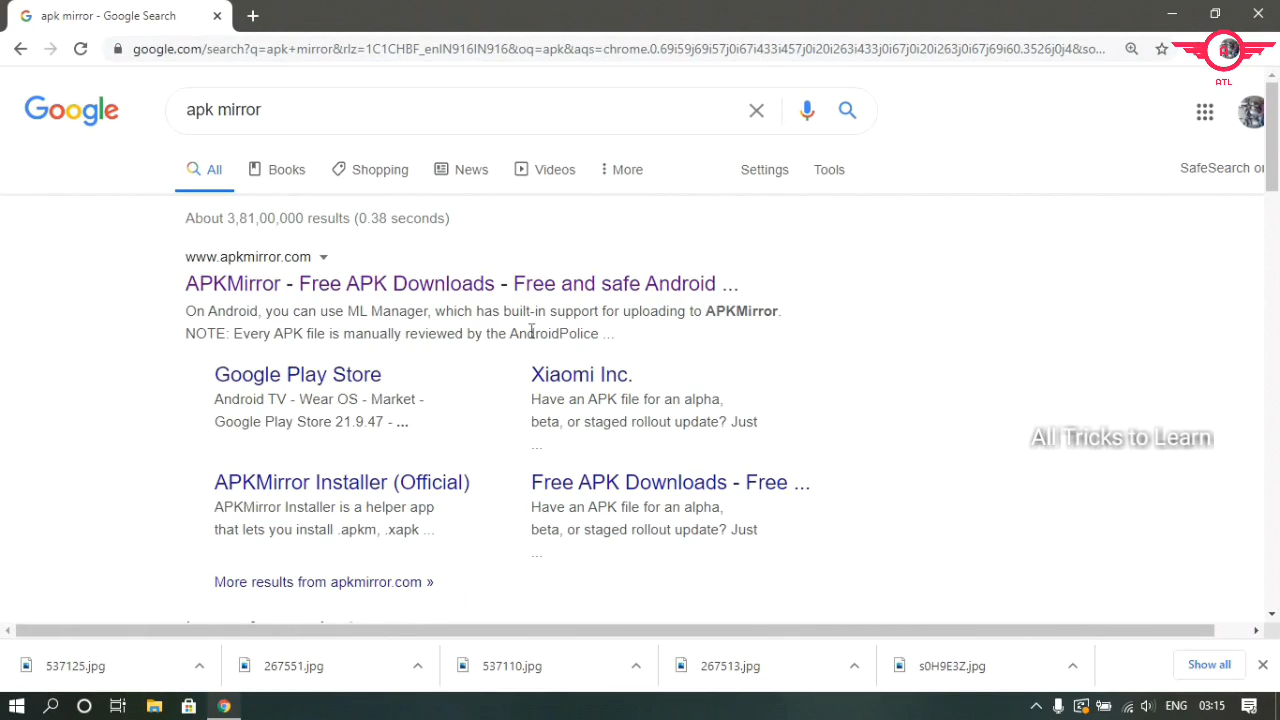 apk mirror - Google Search
google.com/search?q=apk+mirror&rlz=1C1CHBF_enIN916IN916&oq=apk&aqs=chrome.0.69i59j69i57j0i67i433i457j0i20i263i433j0i67j0i20i263j0i67j69i60.3526j0j4&so...
ATL
Google
apk mirror
All
Books
Shopping
News
Videos
More
Settings
Tools
SafeSearch on
About 3,81,00,000 results (0.38 seconds)
www.apkmirror.com
APKMirror - Free APK Downloads - Free and safe Android ...
On Android, you can use ML Manager, which has built-in support for uploading to APKMirror.
NOTE: Every APK file is manually reviewed by the AndroidPolice ...
Google Play Store
Android TV - Wear OS - Market -
Google Play Store 21.9.47 - ...
Xiaomi Inc.
Have an APK file for an alpha,
beta, or staged rollout update? Just
...
All Tricks to Learn
APKMirror Installer (Official)
APKMirror Installer is a helper app
that lets you install .apkm, .xapk ...
Free APK Downloads - Free ...
Have an APK file for an alpha,
beta, or staged rollout update? Just
...
More results from apkmirror.com »
537125.jpg
267551.jpg
537110.jpg
267513.jpg
s0H9E3Z.jpg
Show all
ENG
03:15